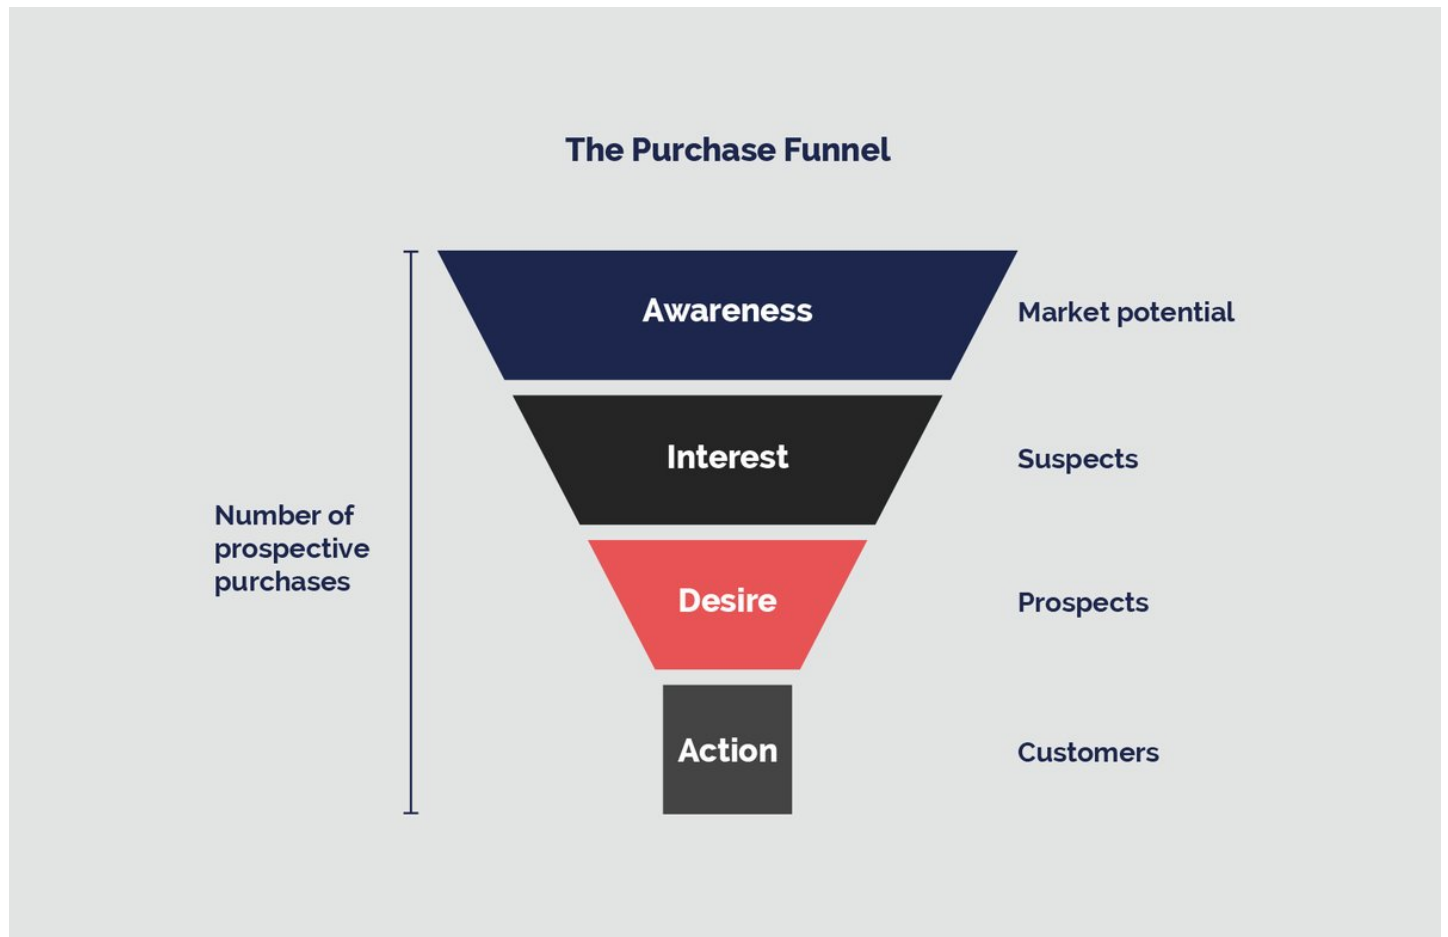 The Purchase Funnel
Awareness
Market potential
Interest
Suspects
Number of
prospective
purchases
Desire
Prospects
Action
Customers